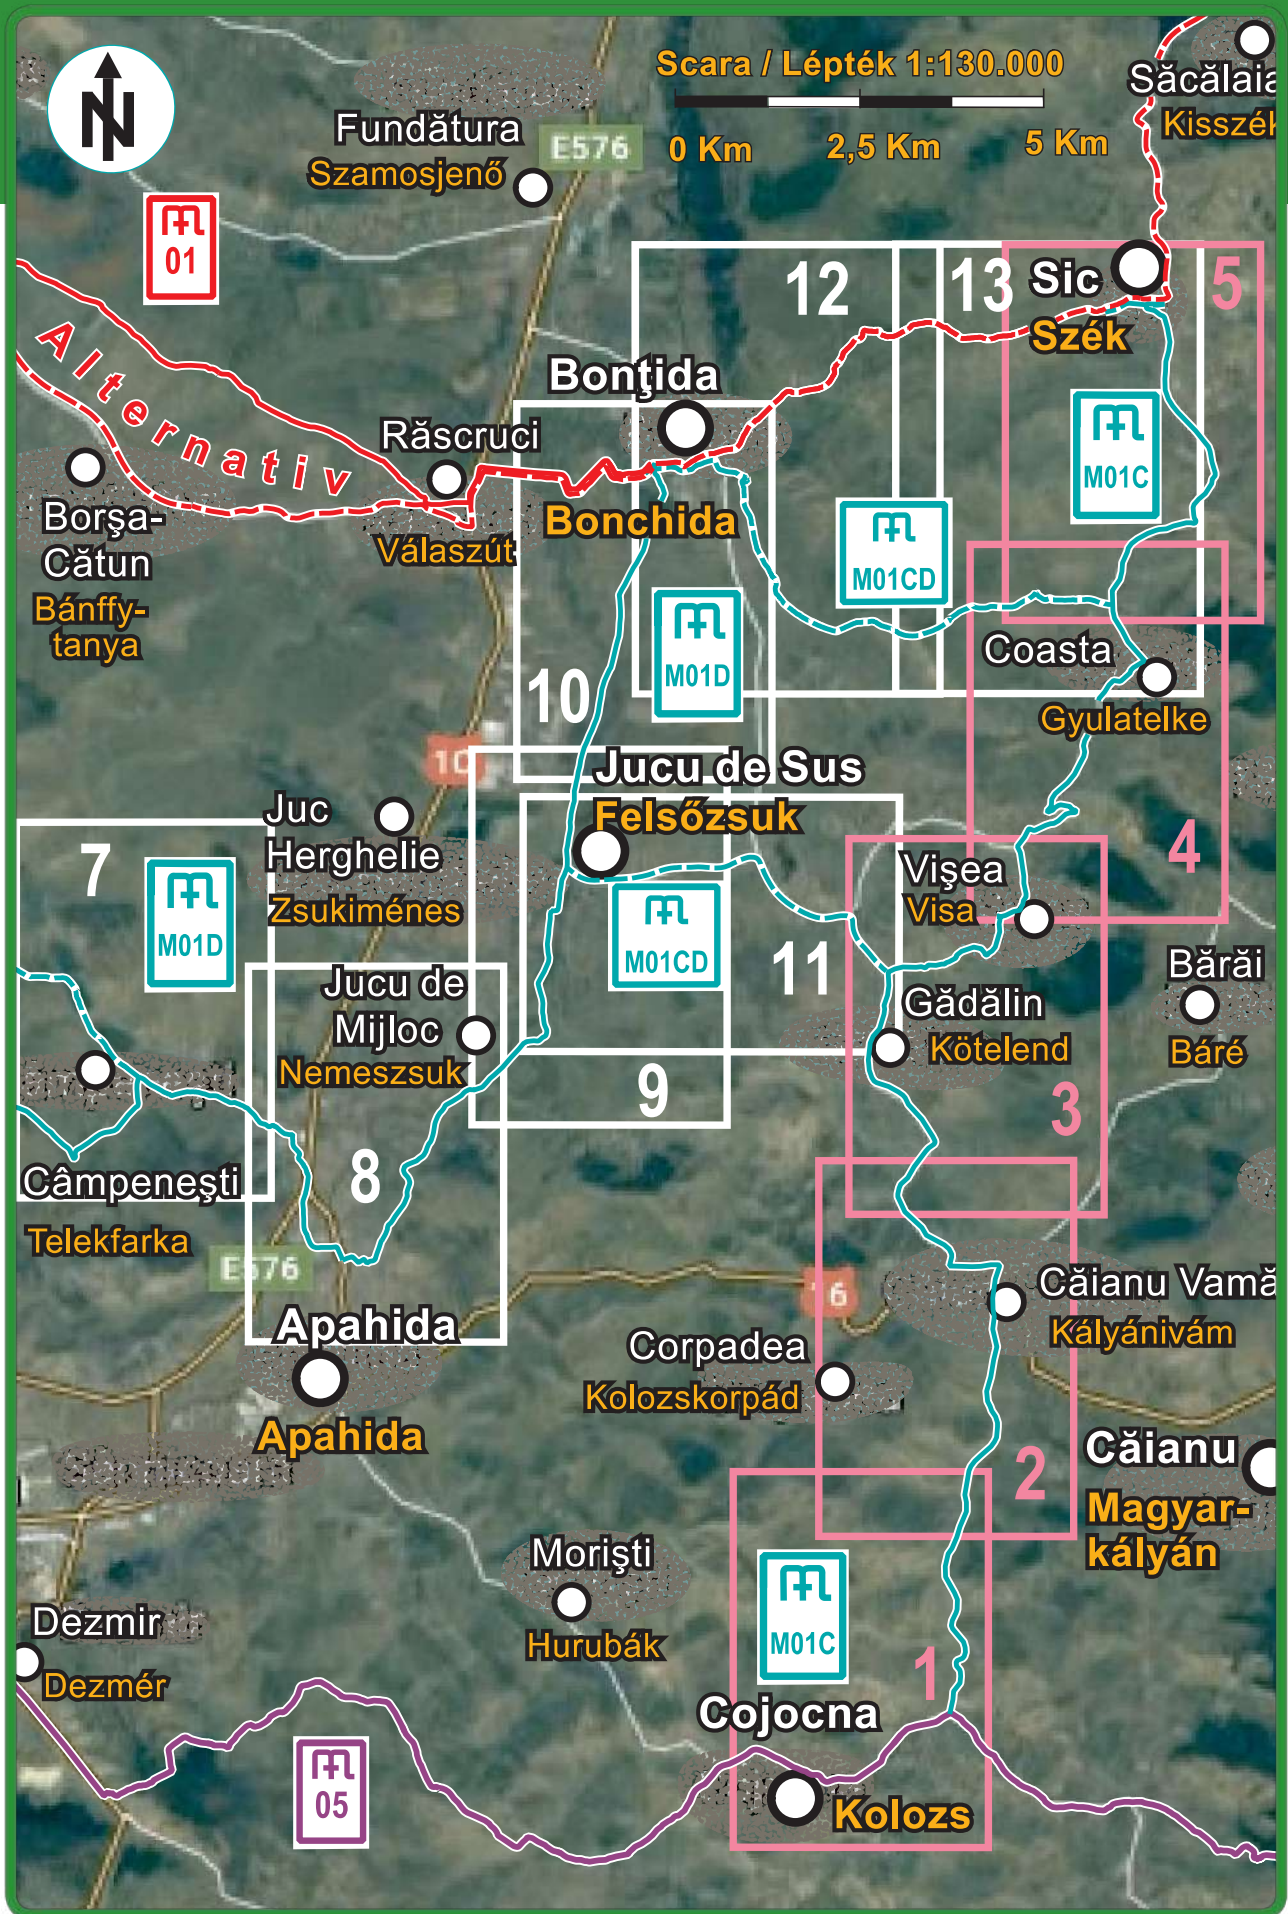 Scara / Lépték 1:130.000
0 Km 2,5 Km 5 Km
N
Săcălaia
Kisszék
Fundătura
Szamosjenő
E576
01
12
13
Sic
Szék
5
Alternativ
Bonţida
Bonchida
Răscruci
Válaszút
M01C
Borşa-
Cătun
Bánffy-
tanya
M01CD
M01D
10
Coasta
Gyulatelke
10
Jucu de Sus
Felsőzsuk
Juc
Herghelie
Zsukiménes
7
M01D
4
Vişea
Visa
M01CD
11
Bărăi
Báré
Jucu de
Mijloc
Nemeszsuk
Gădălin
Kötelend
9
3
8
Câmpeneşti
Telekfarka
E576
16
Căianu Vamă
Kályánivám
Apahida
Apahida
Corpadea
Kolozskorpád
Căianu
Magyar-
kályán
2
Morişti
Hurubák
M01C
1
Dezmir
Dezmér
Cojocna
Kolozs
05